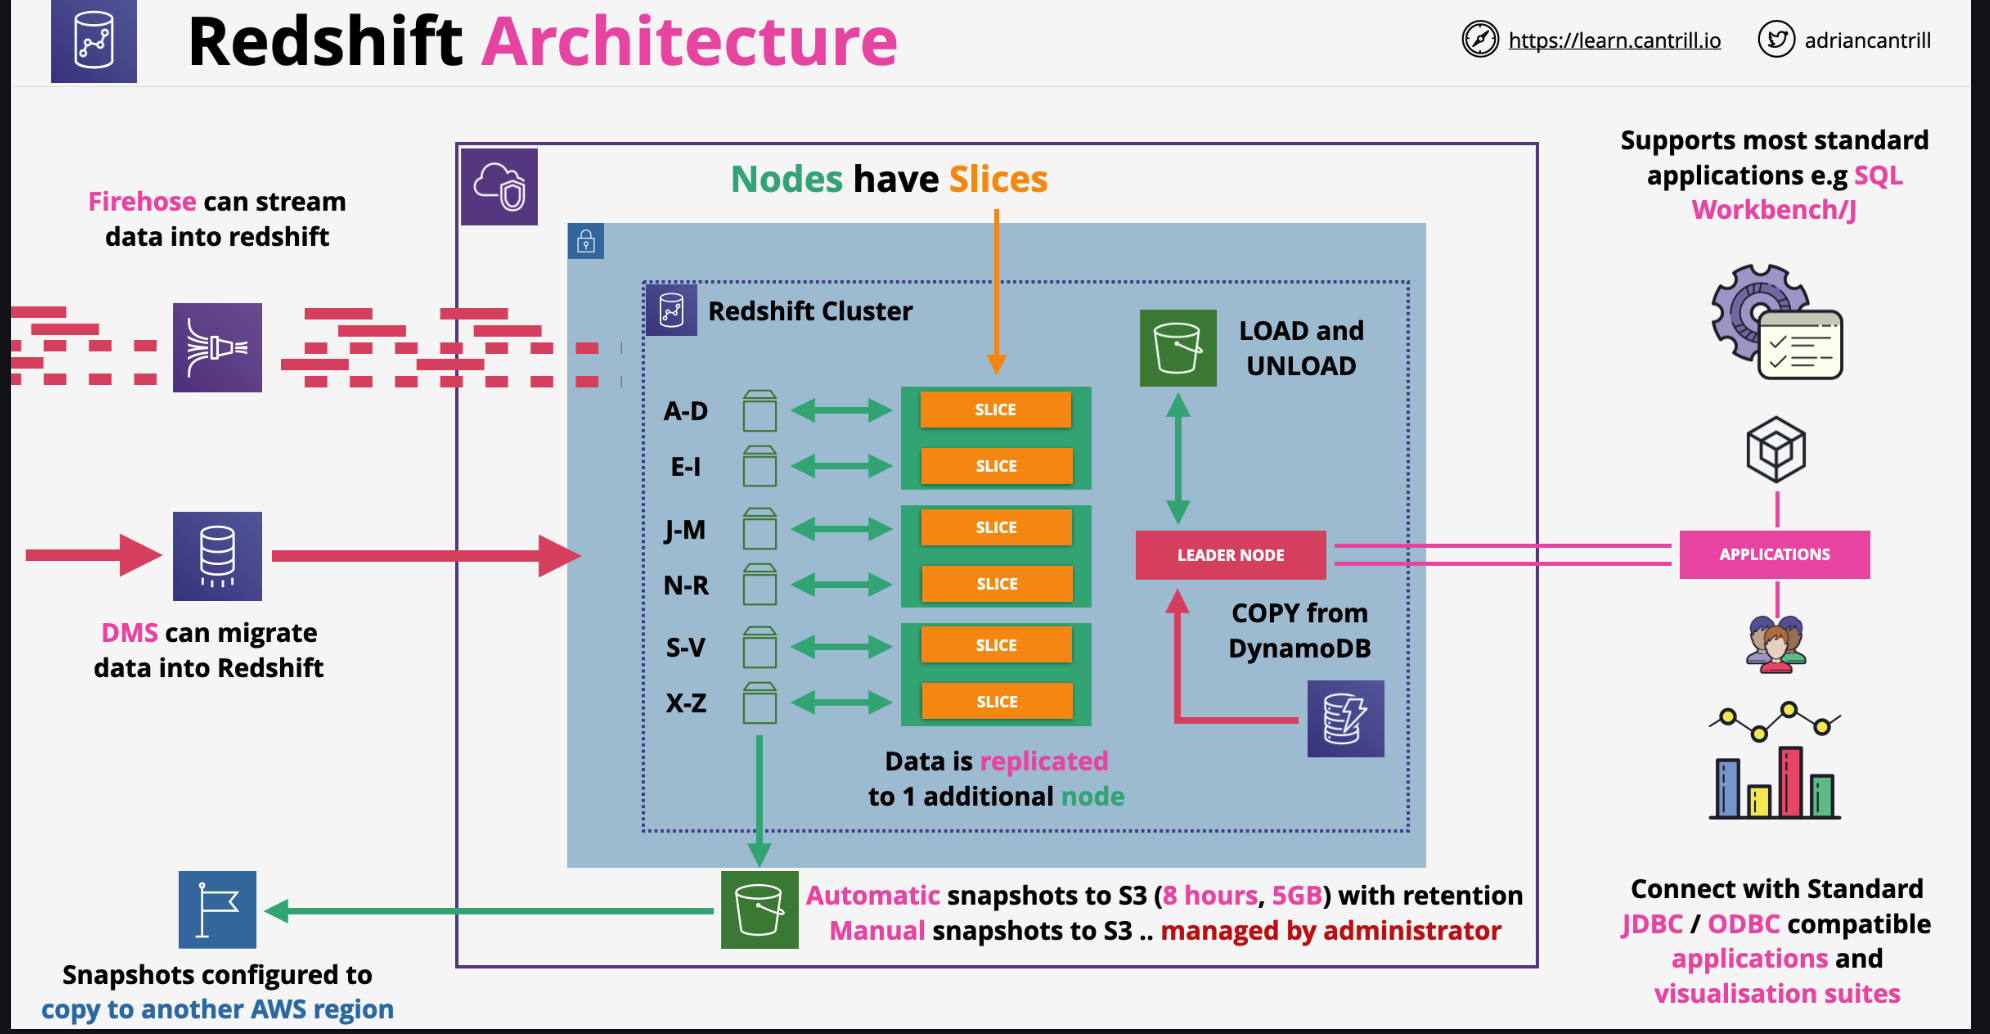 Redshift Architecture
https://learn.cantrill.io
adriancantrill
Firehose can stream
data into redshift
DMS can migrate
data into Redshift
Snapshots configured to
copy to another AWS region
Nodes have Slices
Redshift Cluster
A-D
SLICE
E-I
SLICE
J-M
SLICE
N-R
SLICE
S-V
SLICE
X-Z
SLICE
Data is replicated
to 1 additional node
LOAD and
UNLOAD
LEADER NODE
COPY from
DynamoDB
Automatic snapshots to S3 (8 hours, 5GB) with retention
Manual snapshots to S3 .. managed by administrator
Supports most standard
applications e.g SQL
Workbench/J
APPLICATIONS
Connect with Standard
JDBC / ODBC compatible
applications and
visualisation suites